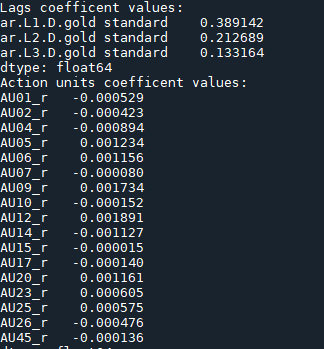 Lags coefficent values:
ar.L1.D.gold standard    0.389142
ar.L2.D.gold standard    0.212689
ar.L3.D.gold standard    0.133164
dtype: float64
Action units coefficent values:
AU01_r   -0.000529
AU02_r   -0.000423
AU04_r   -0.000894
AU05_r    0.001234
AU06_r    0.001156
AU07_r   -0.000080
AU09_r    0.001734
AU10_r   -0.000152
AU12_r    0.001891
AU14_r   -0.001127
AU15_r   -0.000015
AU17_r   -0.000140
AU20_r    0.001161
AU23_r    0.000605
AU25_r    0.000575
AU26_r   -0.000476
AU45_r   -0.000136
dtype: float64